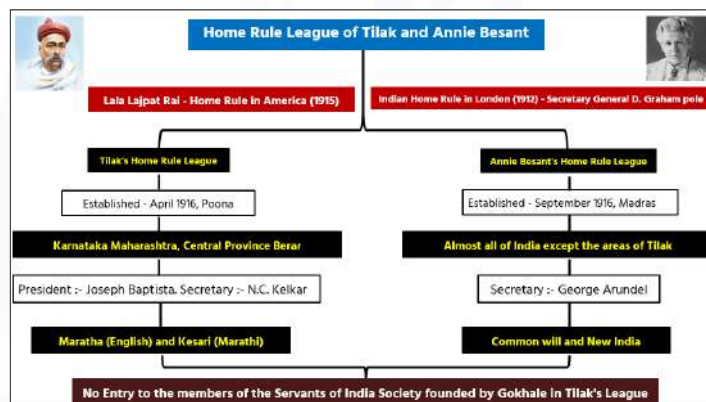 Home Rule League of Tilak and Annie Besant
Lala Lajpat Rai - Home Rule in America (1915)
Indian Home Rule in London (1912) - Secretary General D. Graham pole
Tilak's Home Rule League
Annie Besant's Home Rule League
Established - April 1916, Poona
Established - September 1916, Madras
Karnataka Maharashtra, Central Province Berar
Almost all of India except the areas of Tilak
President :- Joseph Baptista. Secretary :- N.C. Kelkar
Secretary :- George Arundel
Maratha (English) and Kesari (Marathi)
Common will and New India
No Entry to the members of the Servants of India Society founded by Gokhale in Tilak's League